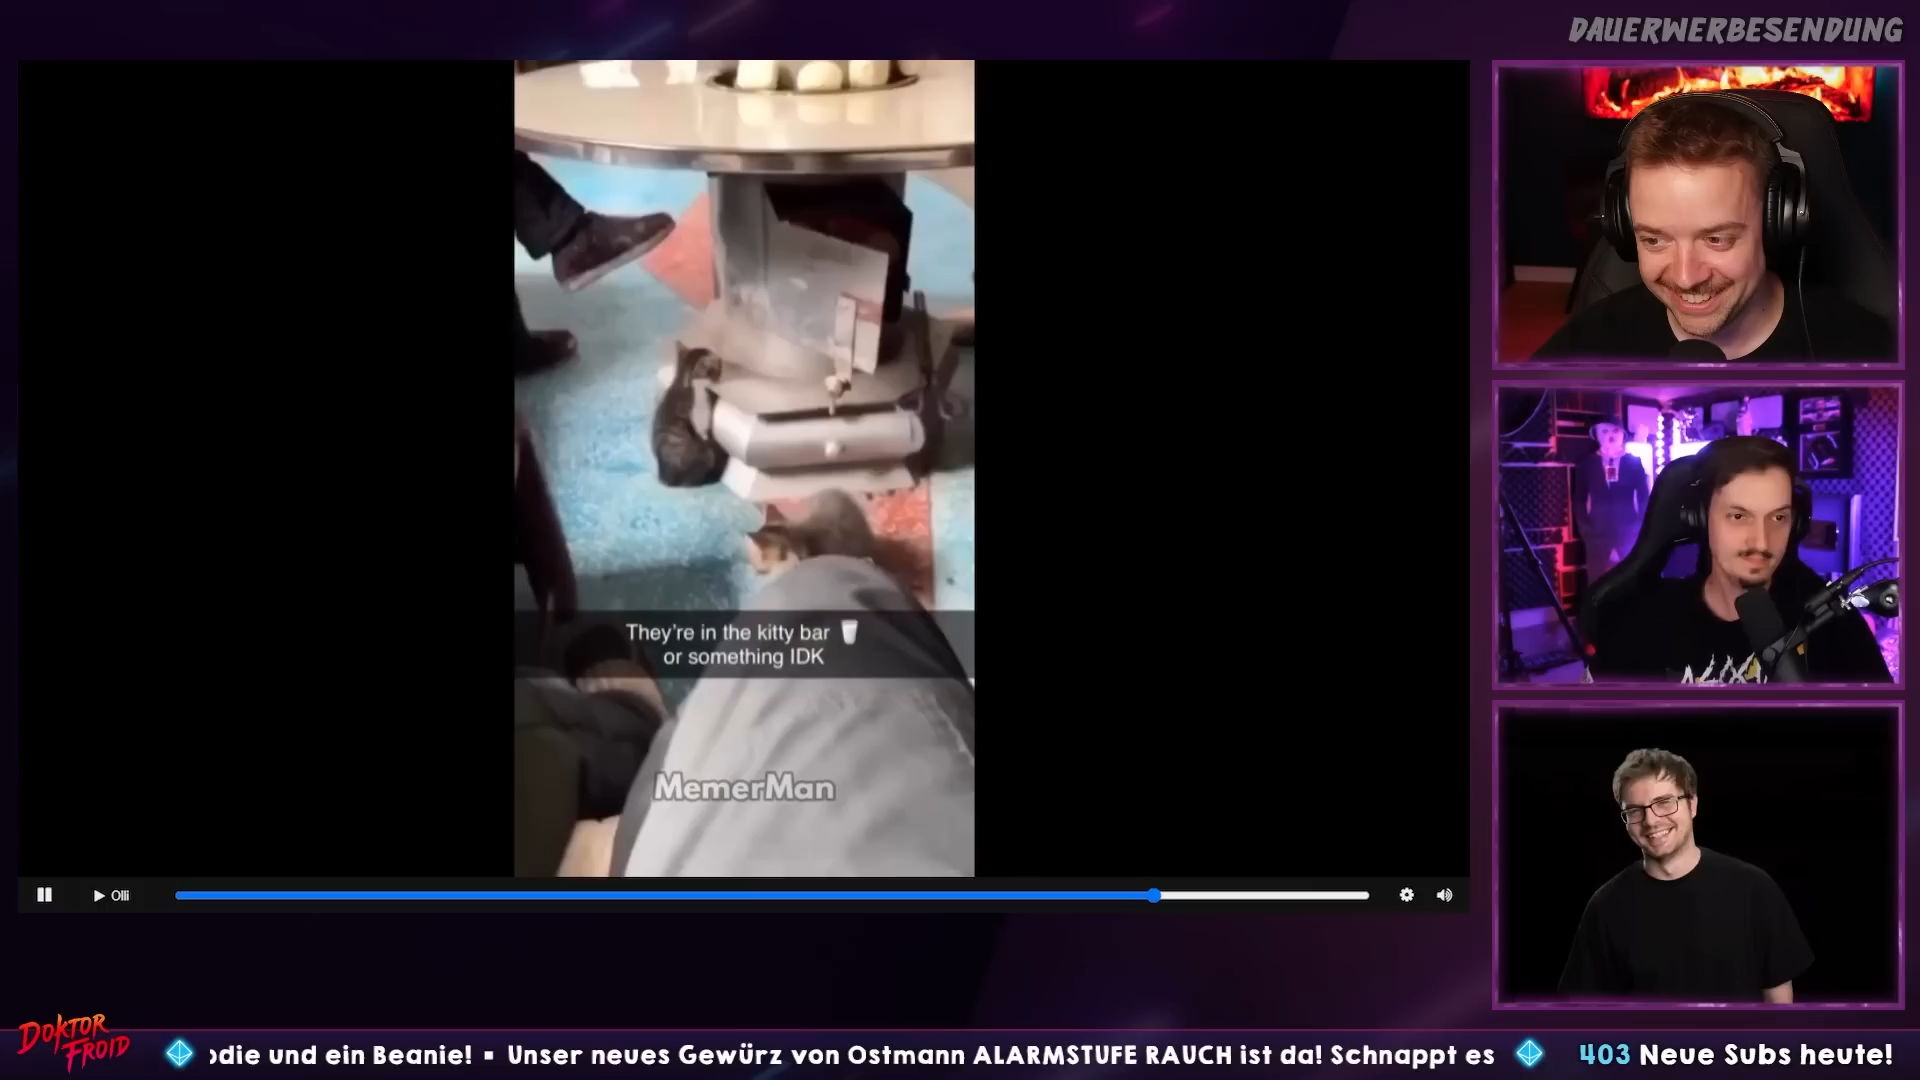 DAUERWERBESENDUNG
They're in the kitty bar
or something IDK
MemerMan
Olli
DOKTOR
FROID
odie und ein Beanie! ▪ Unser neues Gewürz von Ostmann ALARMSTUFE RAUCH ist da! Schnappt es
403 Neue Subs heute!